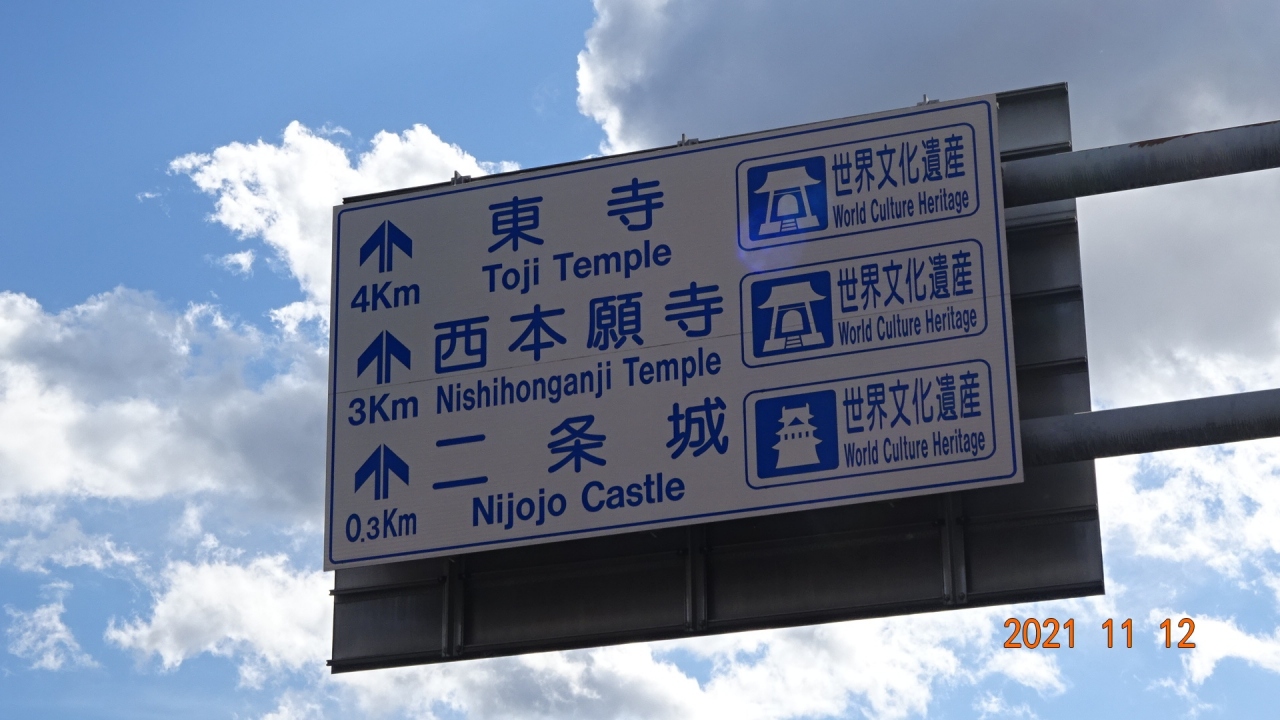 東寺
Toji Temple
4Km
世界文化遺産
World Culture Heritage
西本願寺
Nishihonganji Temple
3Km
世界文化遺産
World Culture Heritage
二条城
Nijojo Castle
0.3Km
世界文化遺産
World Culture Heritage
2021 11 12